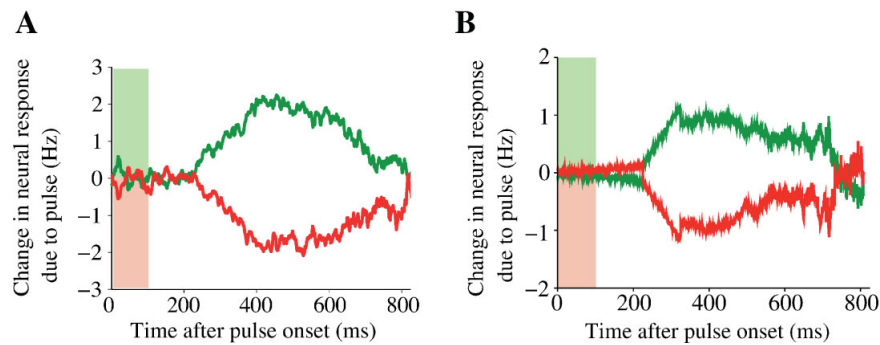 A
Change in neural response
due to pulse (Hz)
3
2
1
0
-1
-2
-3
0
200
400
600
800
Time after pulse onset (ms)
B
Change in neural response
due to pulse (Hz)
2
1
0
-1
-2
0
200
400
600
800
Time after pulse onset (ms)